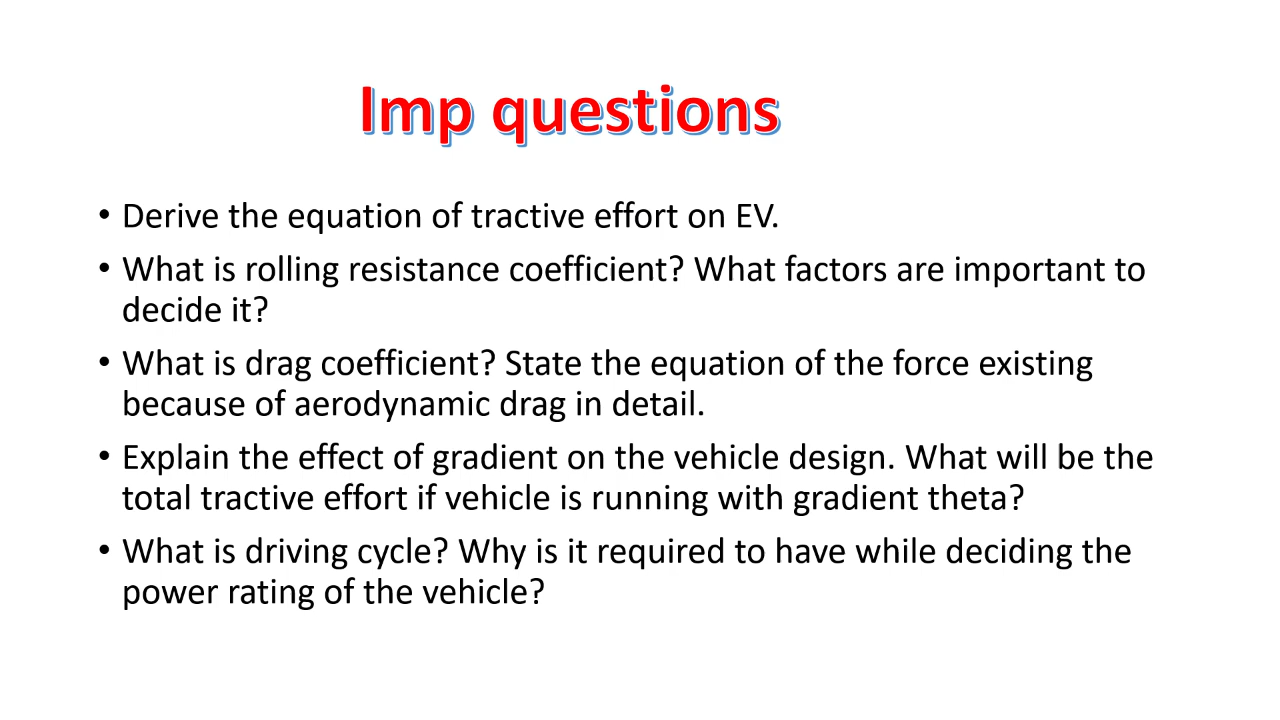 Imp questions
• Derive the equation of tractive effort on EV.
• What is rolling resistance coefficient? What factors are important to
decide it?
• What is drag coefficient? State the equation of the force existing
because of aerodynamic drag in detail.
• Explain the effect of gradient on the vehicle design. What will be the
total tractive effort if vehicle is running with gradient theta?
• What is driving cycle? Why is it required to have while deciding the
power rating of the vehicle?